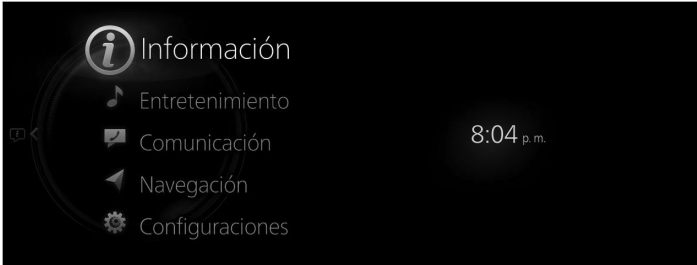 Información
Entretenimiento
Comunicación
8:04 p. m.
Navegación
Configuraciones